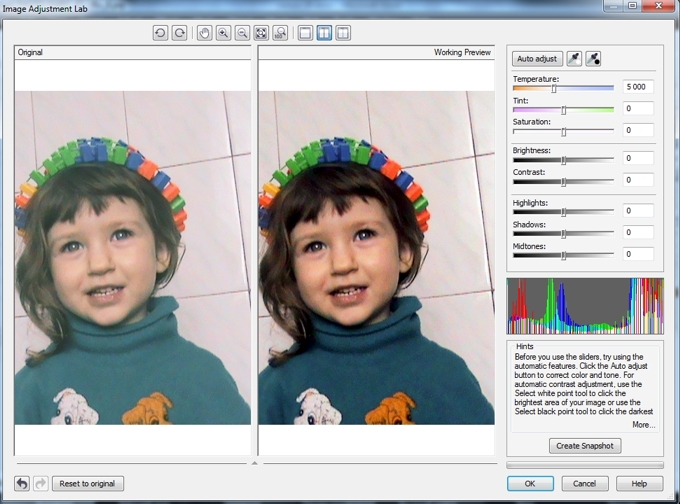 Image Adjustment Lab
100
Original
Working Preview
Auto adjust
Temperature:
5 000
Tint:
0
Saturation:
0
Brightness:
0
Contrast:
0
Highlights:
0
Shadows:
0
Midtones:
0
Hints
Before you use the sliders, try using the
automatic features. Click the Auto adjust
button to correct color and tone. For
automatic contrast adjustment, use the
Select white point tool to click the
brightest area of your image or use the
Select black point tool to click the darkest
More...
Create Snapshot
Reset to original
OK
Cancel
Help